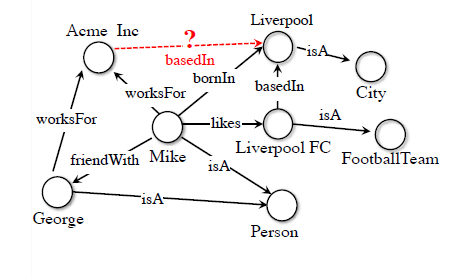 Liverpool
Acme Inc
?
basedIn
isA
bornIn
City
worksFor
basedIn
worksFor
likes
isA
friendWith
Mike
Liverpool FC
FootballTeam
isA
isA
George
Person